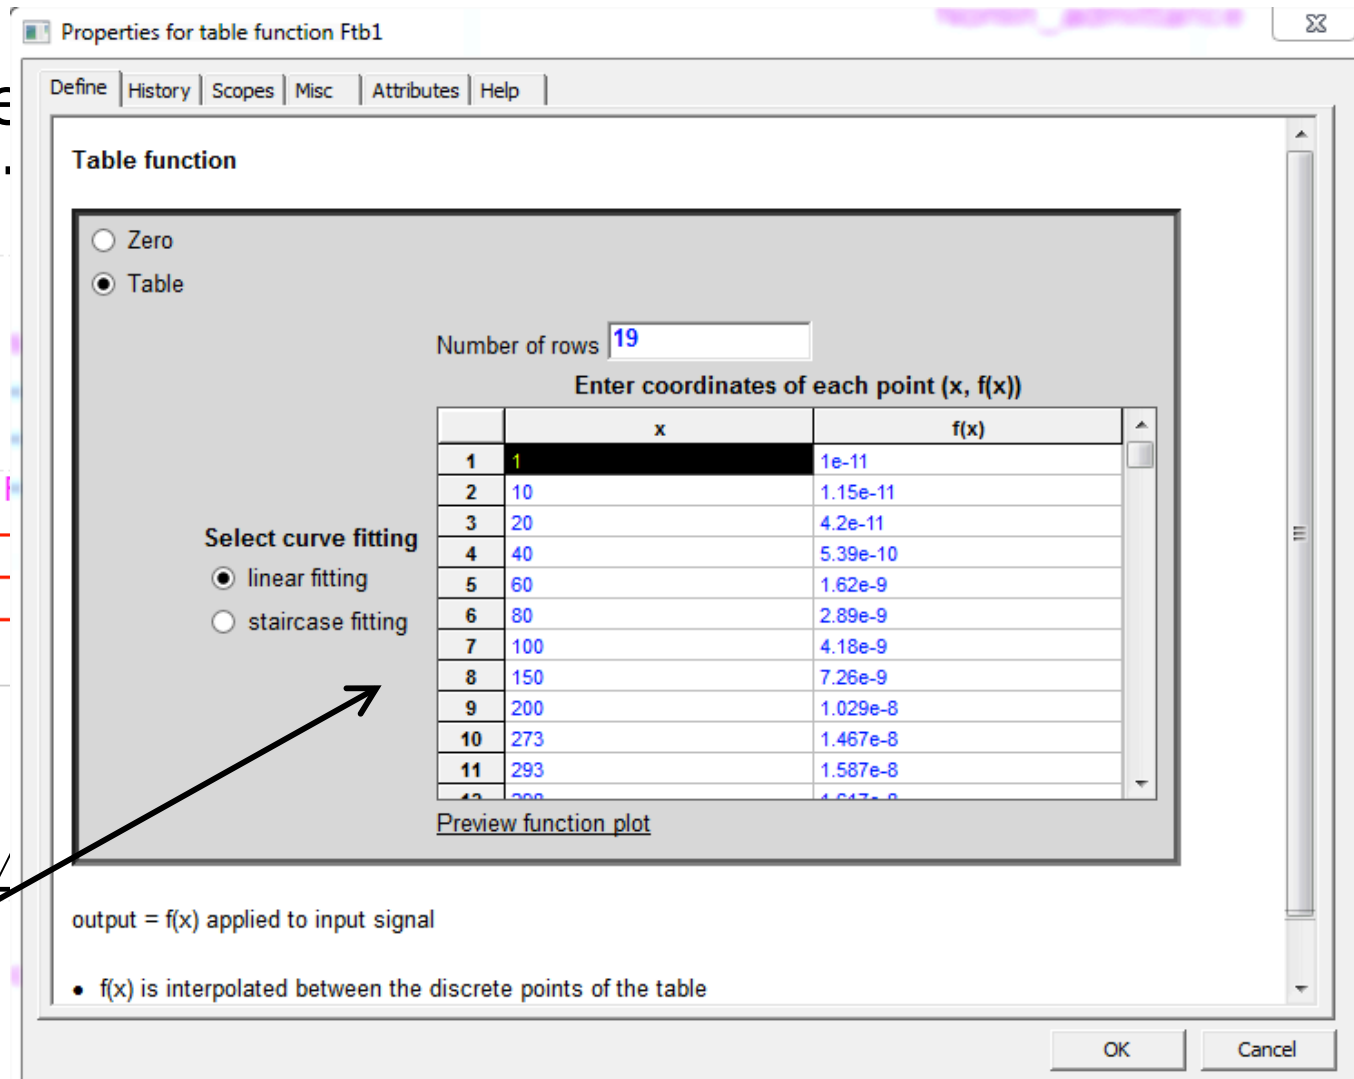 Properties for table function Ftb1
Define History Scopes Misc Attributes Help
Table function
Zero
Table
Number of rows 19
Enter coordinates of each point (x, f(x))
x f(x)
1 1 1e-11
2 10 1.15e-11
3 20 4.2e-11
4 40 5.39e-10
5 60 1.62e-9
6 80 2.89e-9
7 100 4.18e-9
8 150 7.26e-9
9 200 1.029e-8
10 273 1.467e-8
11 293 1.587e-8
Select curve fitting
linear fitting
staircase fitting
Preview function plot
output = f(x) applied to input signal
• f(x) is interpolated between the discrete points of the table
OK Cancel